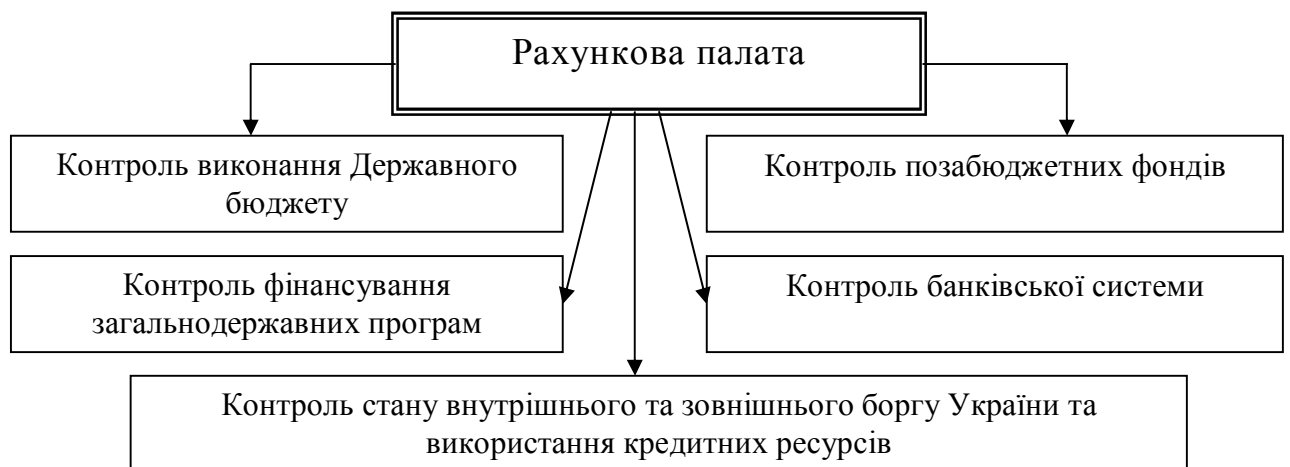 Рахункова палата
Контроль виконання Державного
бюджету
Контроль позабюджетних фондів
Контроль фінансування
загальнодержавних програм
Контроль банківської системи
Контроль стану внутрішнього та зовнішнього боргу України та
використання кредитних ресурсів